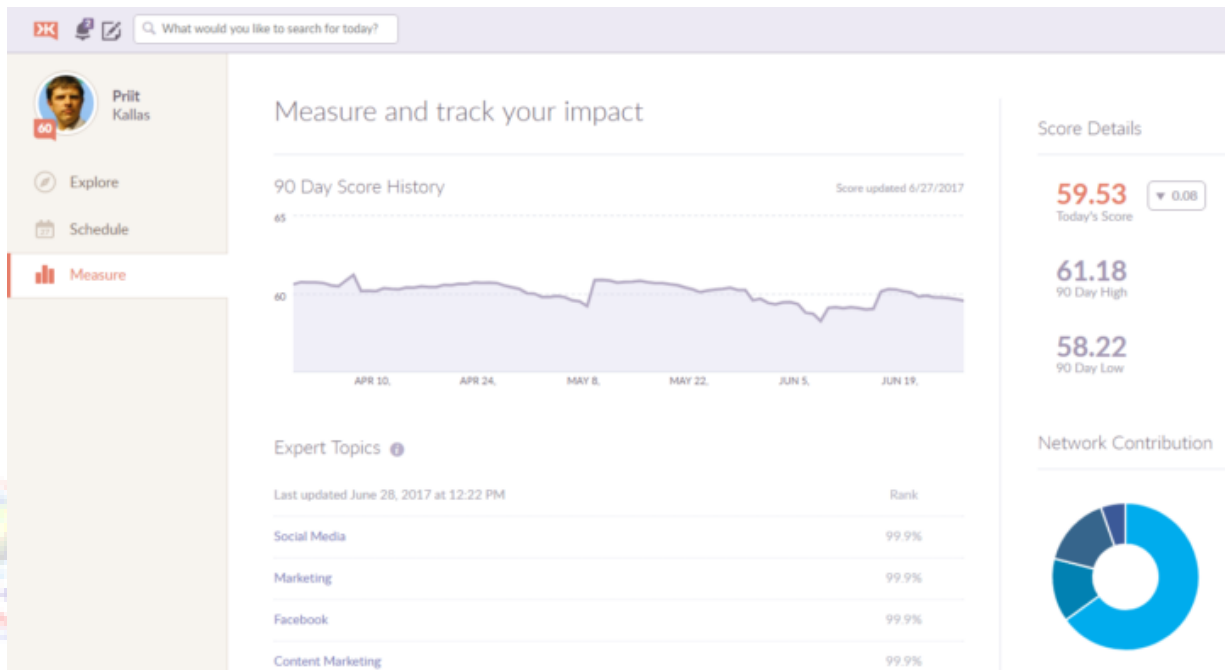 2
What would you like to search for today?
Priit
Kallas
60
Explore
27
Schedule
Measure
Measure and track your impact
90 Day Score History
Score updated 6/27/2017
65
60
APR 10, APR 24, MAY 8, MAY 22, JUN 5, JUN 19,
Expert Topics i
Last updated June 28, 2017 at 12:22 PM Rank
Social Media 99.9%
Marketing 99.9%
Facebook 99.9%
Content Marketing 99.9%
Score Details
59.53 ▼ 0.08
Today's Score
61.18
90 Day High
58.22
90 Day Low
Network Contribution